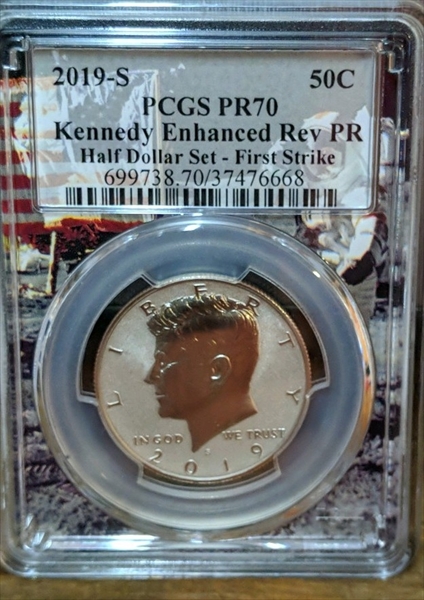 2019-S 50C
PCGS PR70
Kennedy Enhanced Rev PR
Half Dollar Set - First Strike
699738.70/37476668
LIBERTY
IN GOD WE TRUST
S
2019